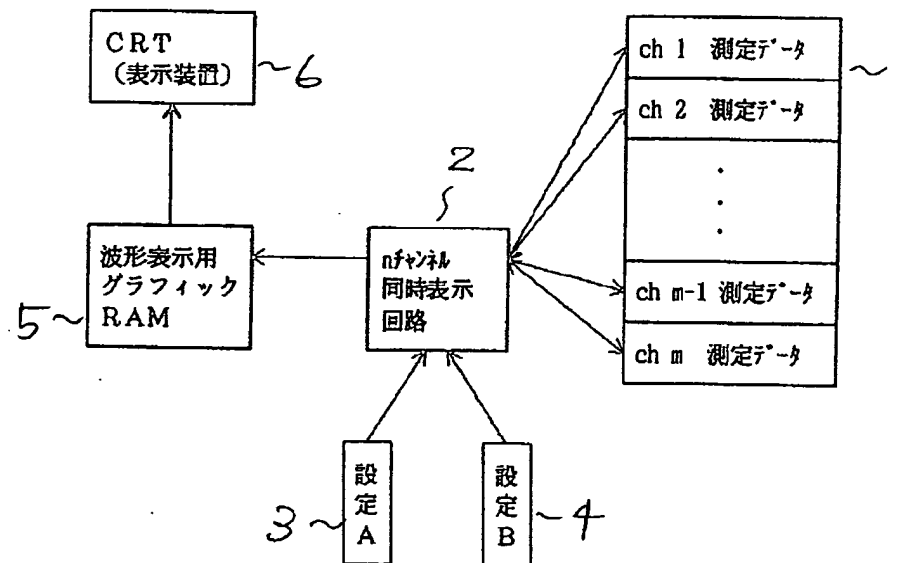 CRT
(表示装置)
~6
ch 1 測定データ
~
ch 2 測定データ
・
・
・
ch m-1 測定データ
ch m 測定データ
2
nチャンネル
同時表示
回路
波形表示用
グラフィック
RAM
5~
設
定
A
3~
設
定
B
~4